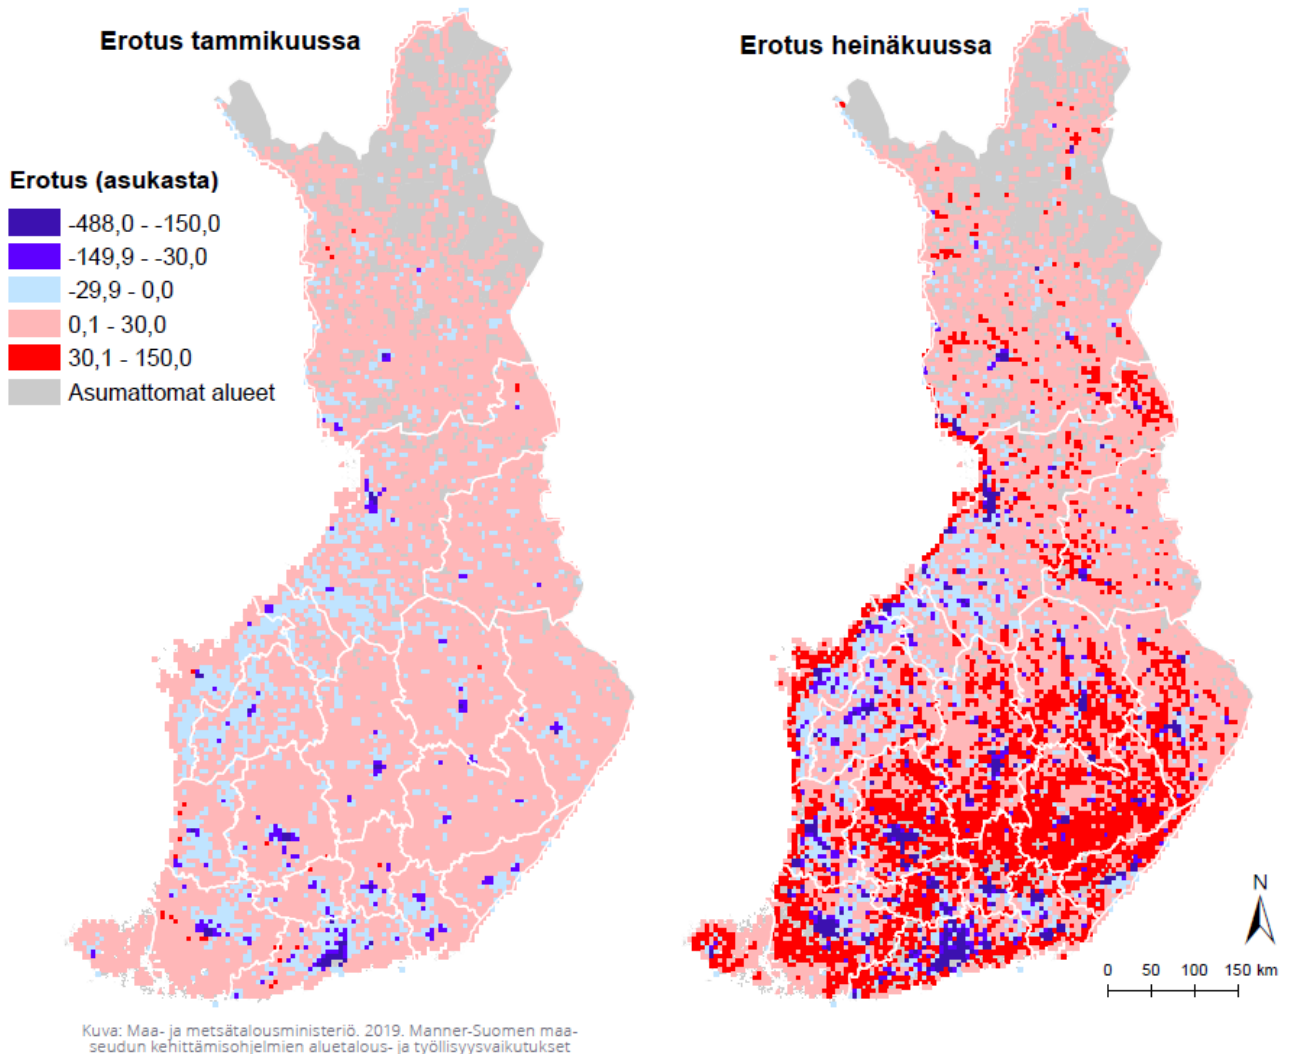 Erotus tammikuussa
Erotus heinäkuussa
Erotus (asukasta)
-488,0 - -150,0
-149,9 - -30,0
-29,9 - 0,0
0,1 - 30,0
30,1 - 150,0
Asumattomat alueet
N
0 50 100 150 km
Kuva: Maa- ja metsätalousministeriö. 2019. Manner-Suomen maa-
seudun kehittämisohjelmien aluetalous- ja työllisyysvaikutukset